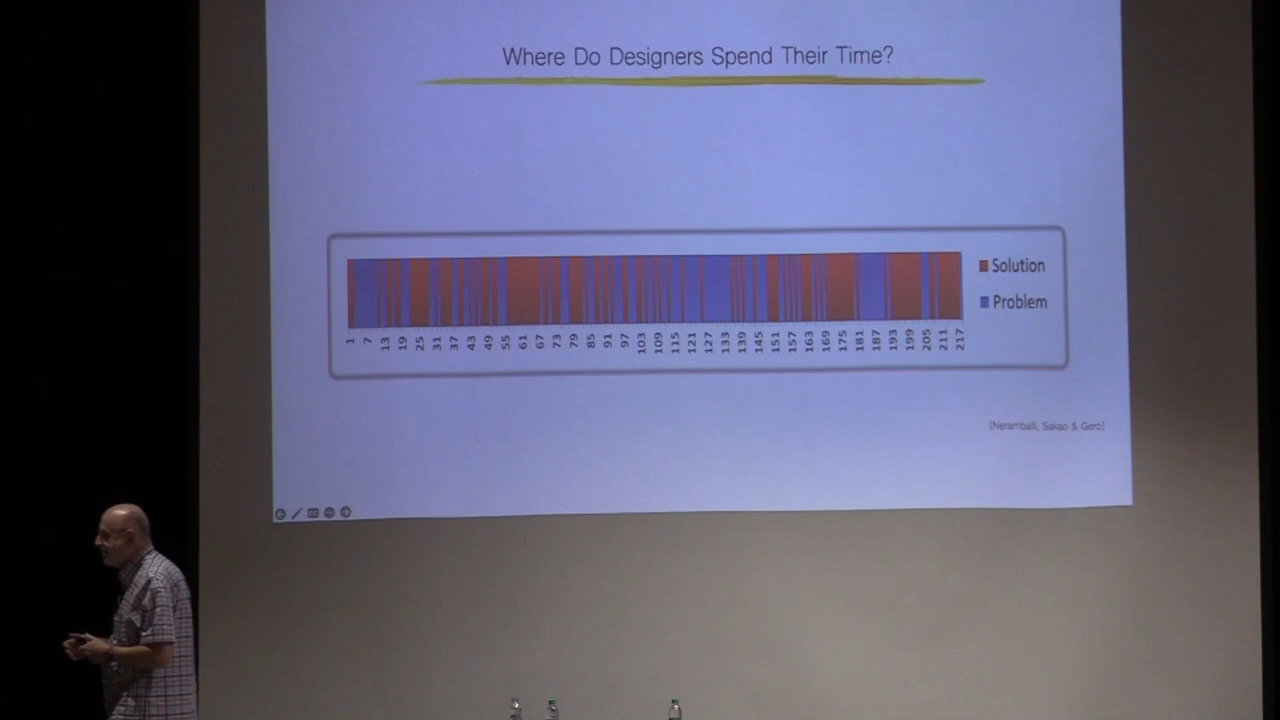 Where Do Designers Spend Their Time?
Solution
Problem
1 7 13 19 25 31 37 43 49 55 61 67 73 79 85 91 97 103 109 115 121 127 133 139 145 151 157 163 169 175 181 187 193 199 205 211 217
[Neramballi, Sakao & Gero]